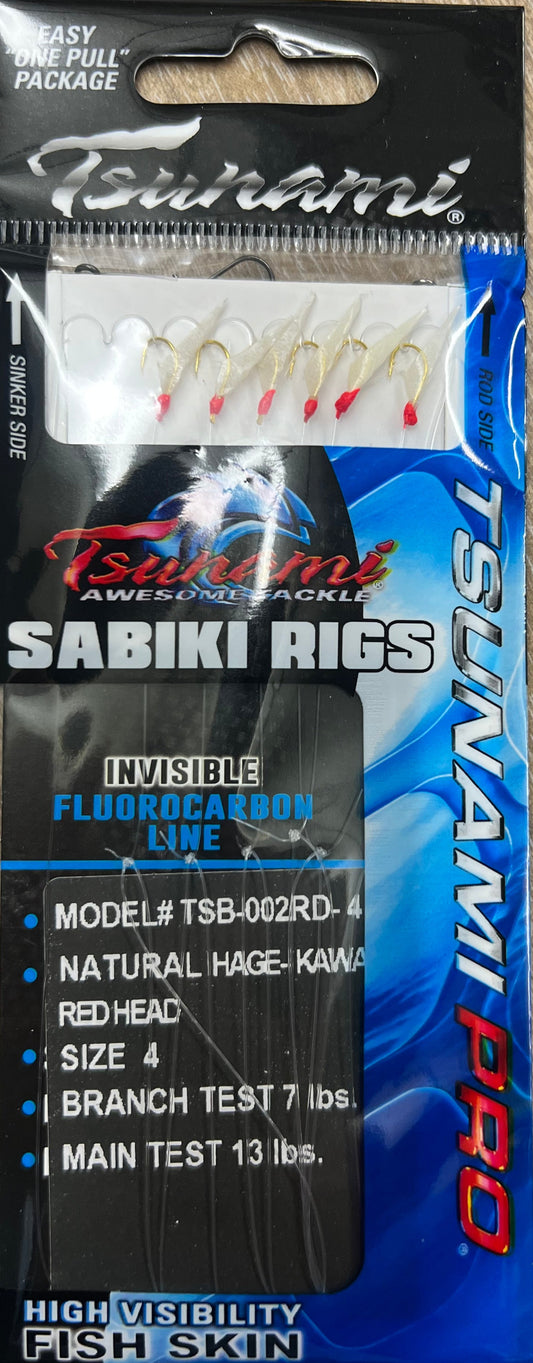 EASY
"ONE PULL"
PACKAGE
Tsunami®
SINKER SIDE
ROD SIDE
Tsunami®
AWESOME TACKLE
SABIKI RIGS
TSUNAMI PRO®
INVISIBLE
FLUOROCARBON
LINE
• MODEL# TSB-002RD- 4
• NATURAL HAGE- KAWA
RED HEAD
• SIZE 4
• BRANCH TEST 7 lbs.
• MAIN TEST 13 lbs.
HIGH VISIBILITY
FISH SKIN